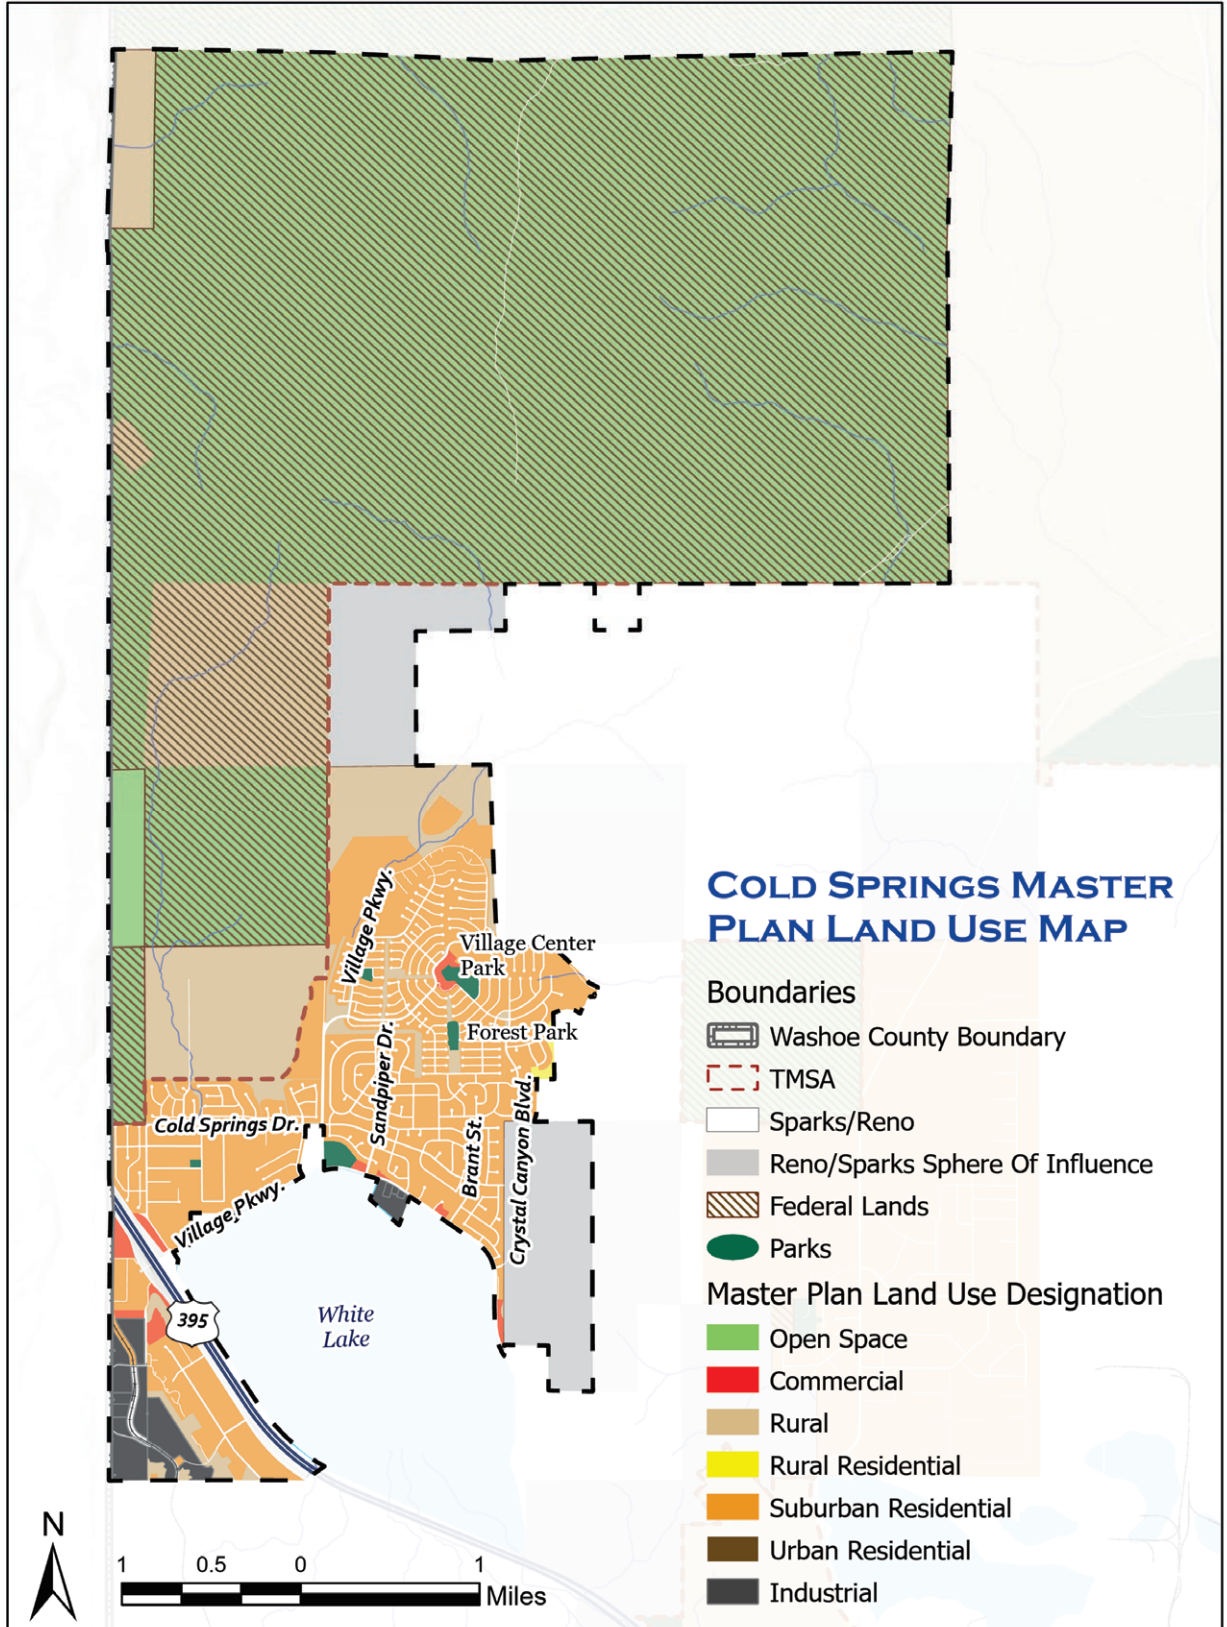 Village Pkwy.
Village Center
Park
Forest Park
Sandpiper Dr.
Cold Springs Dr.
Brant St.
Crystal Canyon Blvd.
Village Pkwy.
395
White
Lake
COLD SPRINGS MASTER
PLAN LAND USE MAP
Boundaries
Washoe County Boundary
TMSA
Sparks/Reno
Reno/Sparks Sphere Of Influence
Federal Lands
Parks
Master Plan Land Use Designation
Open Space
Commercial
Rural
Rural Residential
Suburban Residential
Urban Residential
Industrial
N
1 0.5 0 1
Miles